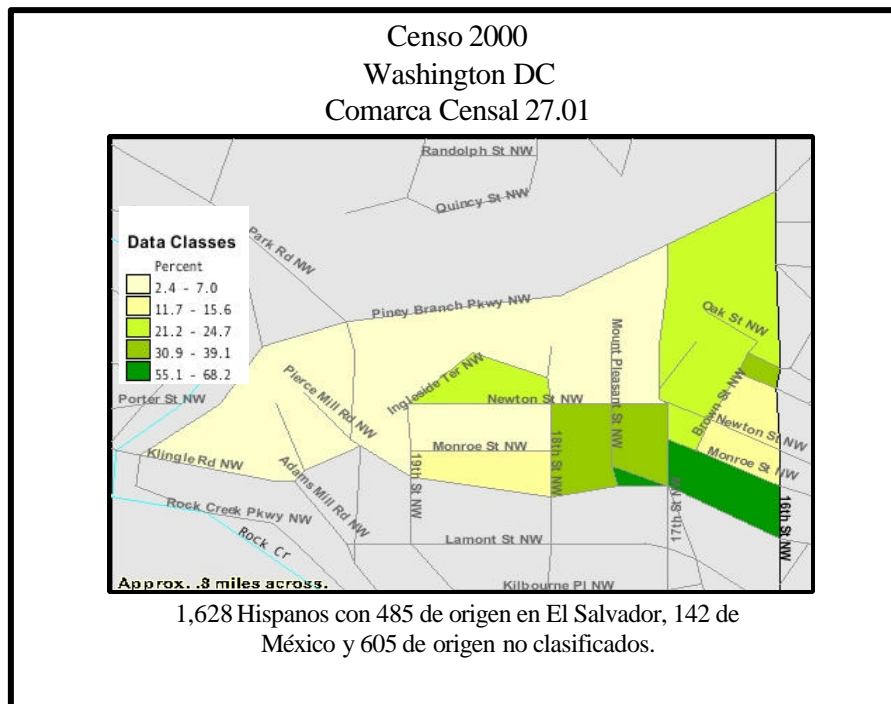 Censo 2000
Washington DC
Comarca Censal 27.01
Randolph St NW
Quincy St NW
Park Rd NW
Data Classes
Percent
2.4 - 7.0
11.7 - 15.6
21.2 - 24.7
30.9 - 39.1
55.1 - 68.2
Piney Branch Pkwy NW
Oak St NW
Mount Pleasant St NW
Ingleside Ter NW
Pierce Mill Rd NW
Porter St NW
Newton St NW
Brown St NW
Newton St NW
Monroe St NW
Monroe St NW
Klingle Rd NW
Adams Mill Rd NW
19th St NW
18th St NW
17th St NW
16th St NW
Rock Creek Pkwy NW
Rock Cr
Lamont St NW
Kilbourne Pl NW
Approx. .8 miles across.
1,628 Hispanos con 485 de origen en El Salvador, 142 de
México y 605 de origen no clasificados.